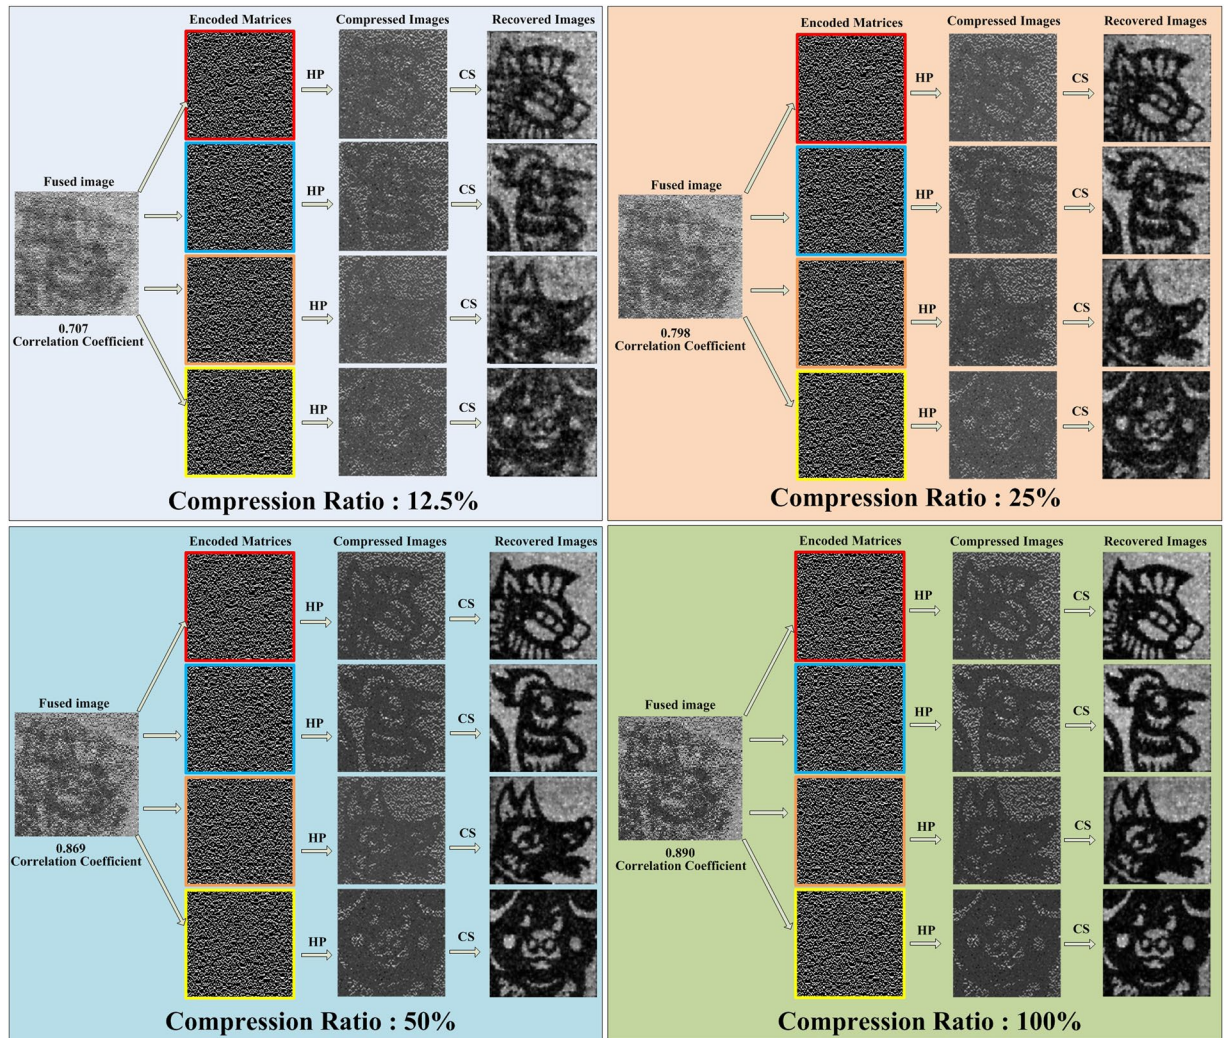 Encoded Matrices Compressed Images Recovered Images
HP CS
HP CS
Fused image
0.707
Correlation Coefficient
HP CS
HP CS
Compression Ratio : 12.5%
Encoded Matrices Compressed Images Recovered Images
HP CS
HP CS
Fused image
0.798
Correlation Coefficient
HP CS
HP CS
Compression Ratio : 25%
Encoded Matrices Compressed Images Recovered Images
HP CS
Fused image
HP CS
0.869
Correlation Coefficient
HP CS
HP CS
Compression Ratio : 50%
Encoded Matrices Compressed Images Recovered Images
HP CS
Fused image
HP CS
0.890
Correlation Coefficient
HP CS
HP CS
Compression Ratio : 100%